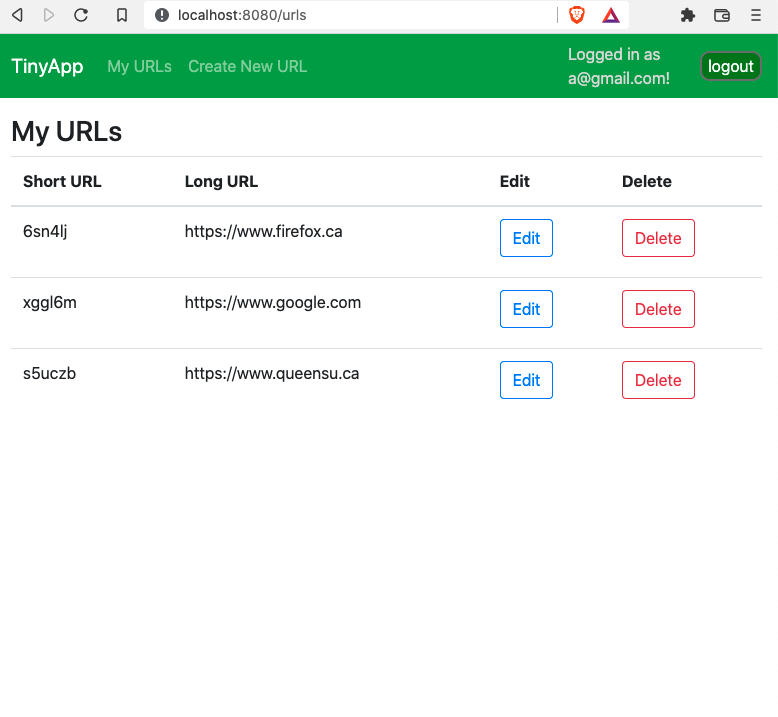 localhost:8080/urls
TinyApp My URLs Create New URL Logged in as
a@gmail.com! logout
My URLs
Short URL Long URL Edit Delete
6sn4lj https://www.firefox.ca Edit Delete
xggl6m https://www.google.com Edit Delete
s5uczb https://www.queensu.ca Edit Delete